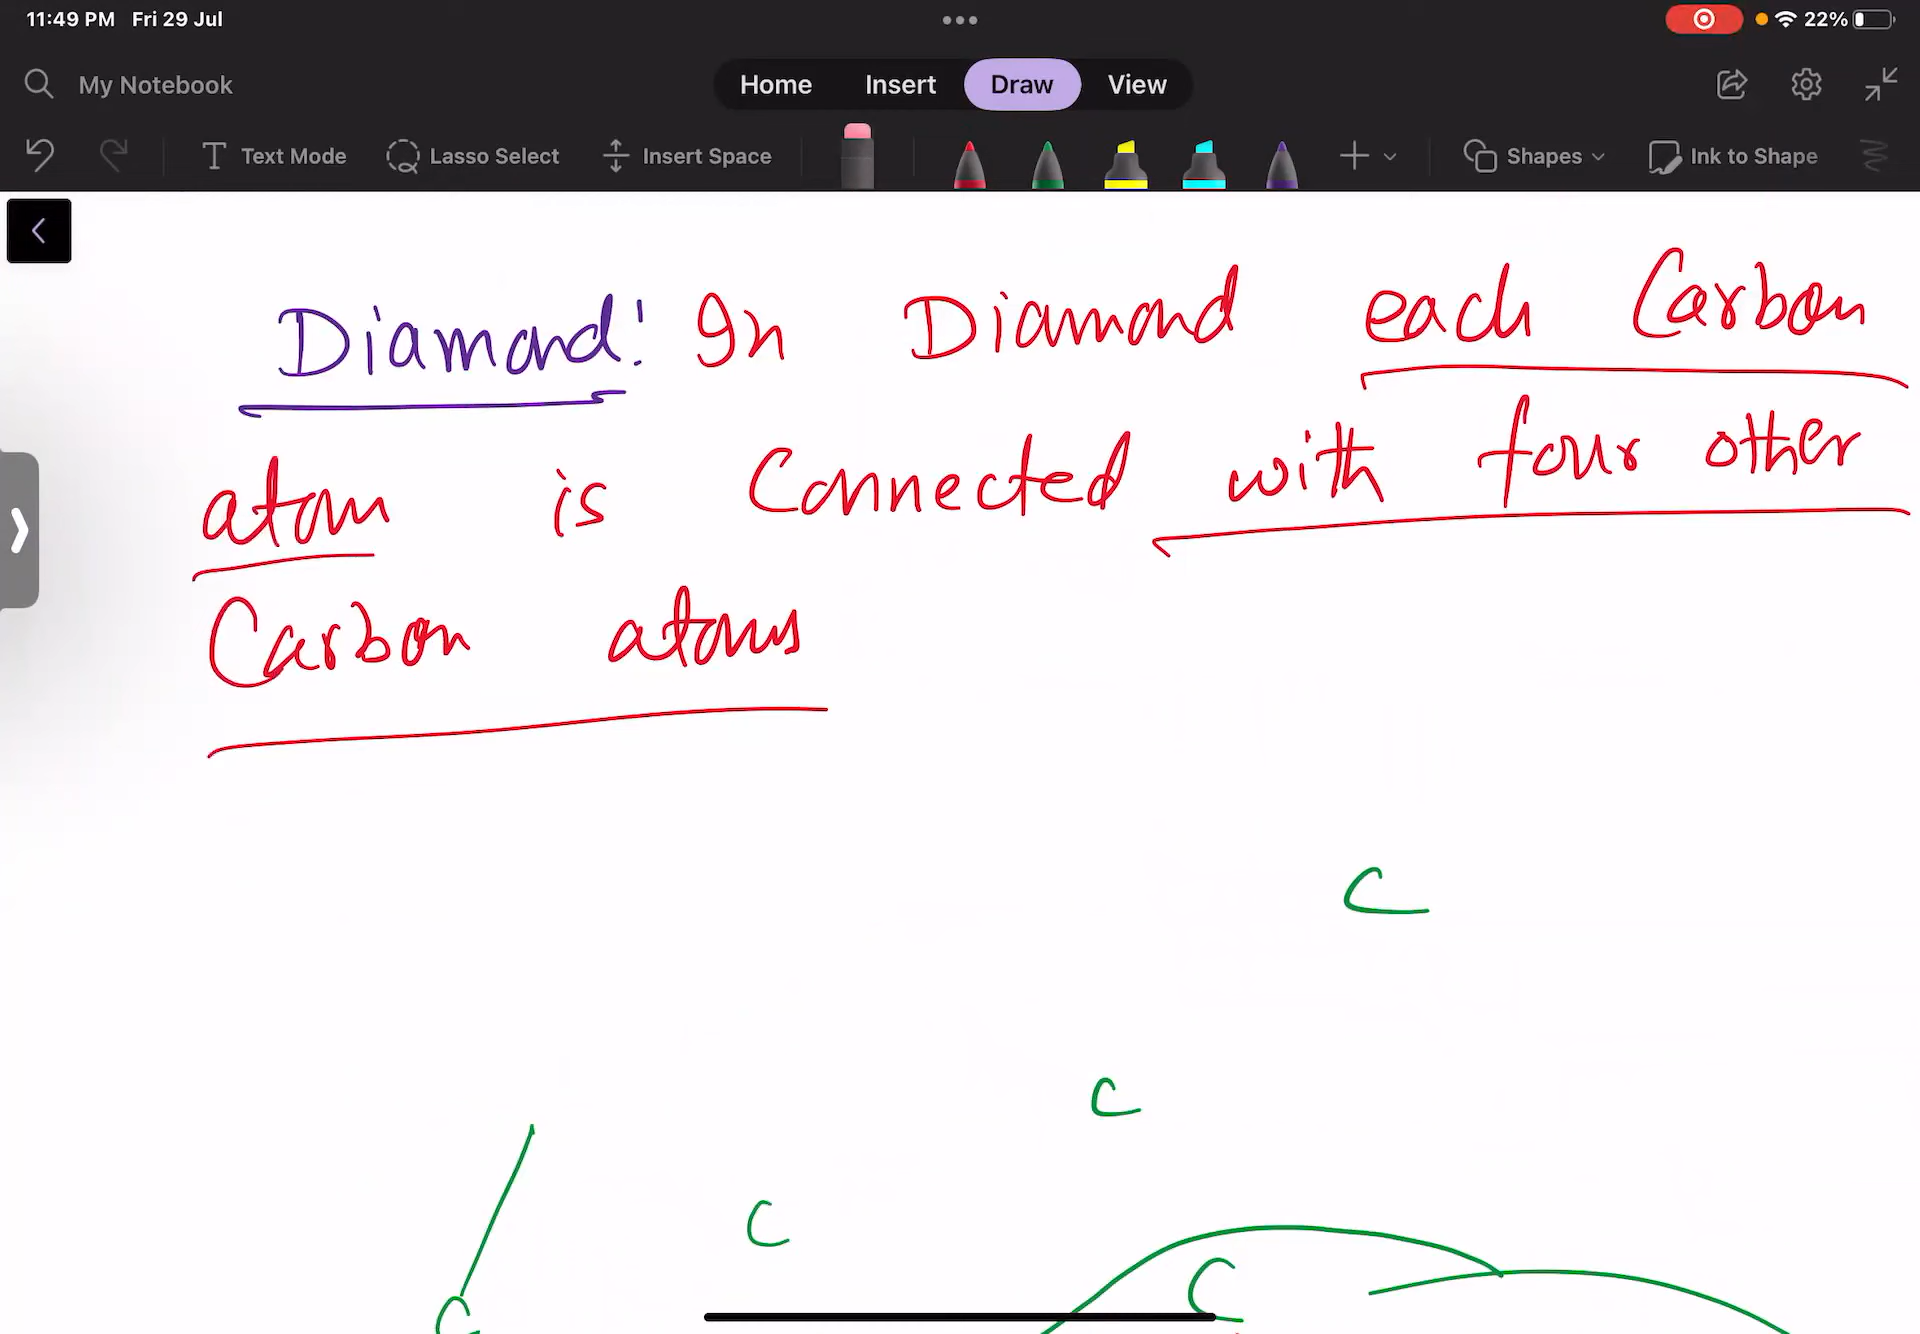 11:49 PM Fri 29 Jul
22%
My Notebook
Home Insert Draw View
Text Mode Lasso Select Insert Space Shapes Ink to Shape
Diamond: In Diamond each Carbon
atom is Connected with four other
Carbon atoms
C
C
C
C
C